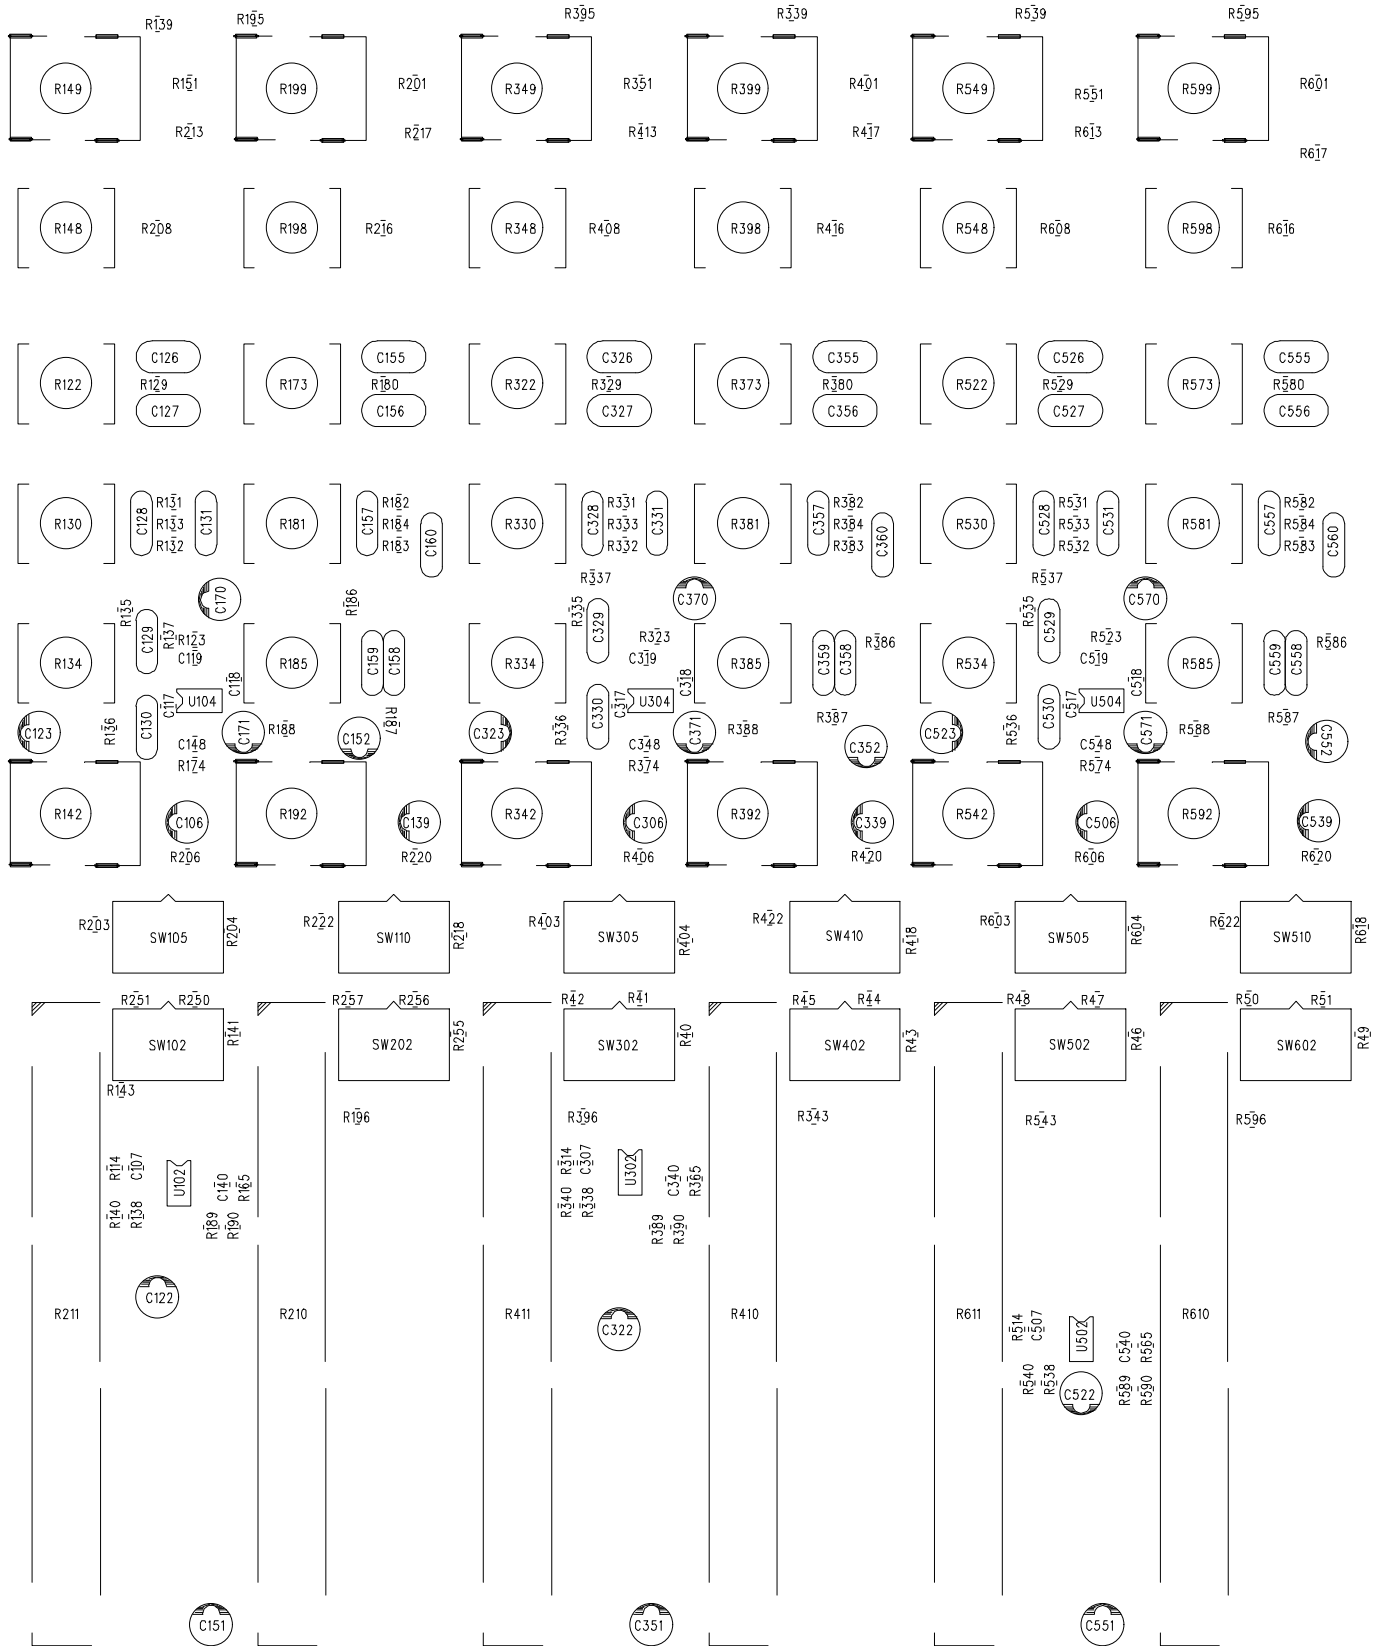 R139 R195 R395 R339 R539 R595
R149 R151 R199 R201 R349 R351 R399 R401 R549 R551 R599 R601
R213 R217 R413 R417 R613 R617
R148 R208 R198 R216 R348 R408 R398 R416 R548 R608 R598 R616
C126 C155 C326 C355 C526 C555
R122 R129 R173 R180 R322 R329 R373 R380 R522 R529 R573 R580
C127 C156 C327 C356 C527 C556
R131 R182 R331 R382 R531 R582
R130 C128 R133 C131 R181 C157 R184 C160 R330 C328 R333 C331 R381 C357 R384 C360 R530 C528 R533 C531 R581 C557 R584 C560
R132 R183 R332 R383 R532 R583
R337 R537
C170 R186 C370 C570
R135 R335 R535
C129 R137 R123 C329 R323 R386 C529 R523 R586
R134 C119 R185 C159 C158 R334 C319 R385 C359 C358 R534 C519 R585 C559 C558
C118 C318 C518
C117 U104 C317 U304 C517 U504
C123 R136 C130 C171 R188 R187 C323 R336 C330 C371 R388 R387 C523 R536 C530 C571 R588 R587
C148 C152 C348 C352 C548 C552
R174 R374 R574
R142 C106 R192 C139 R342 C306 R392 C339 R542 C506 R592 C539
R206 R220 R406 R420 R606 R620
R203 R204 R222 R218 R403 R404 R422 R418 R603 R604 R622 R618
SW105 SW110 SW305 SW410 SW505 SW510
R251 R250 R257 R256 R42 R41 R45 R44 R48 R47 R50 R51
SW102 R141 SW202 R255 SW302 R40 SW402 R43 SW502 R46 SW602 R49
R143
R196 R396 R343 R543 R596
R114 C107 U102 C140 R165 R314 C307 U302 C340 R365
R140 R138 R189 R190 R340 R338 R389 R390
C122
R211 R210 R411 C322 R410 R611 R514 C507 U502 C540 R565 R610
R540 R538 C522 R589 R590
C151 C351 C551